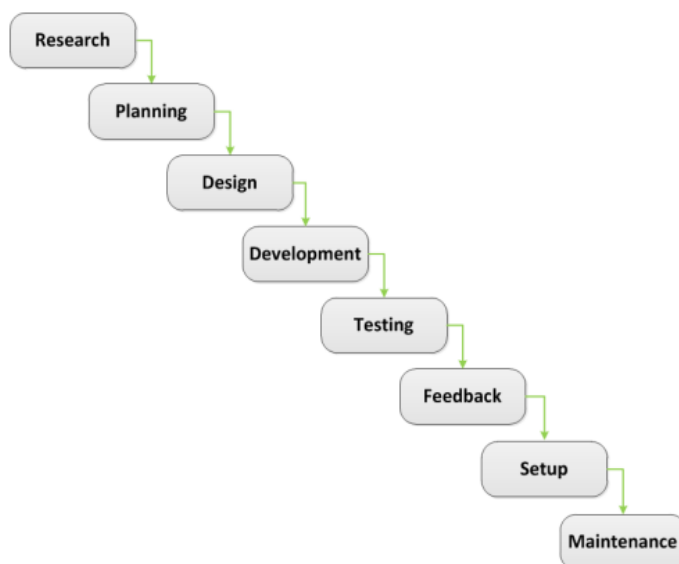 Research
Planning
Design
Development
Testing
Feedback
Setup
Maintenance